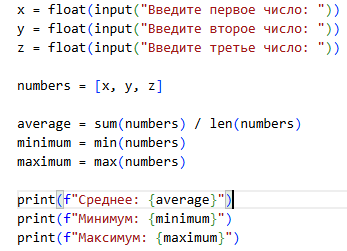 x = float(input("Введите первое число: "))
y = float(input("Введите второе число: "))
z = float(input("Введите третье число: "))
numbers = [x, y, z]
average = sum(numbers) / len(numbers)
minimum = min(numbers)
maximum = max(numbers)
print(f"Среднее: {average}")
print(f"Минимум: {minimum}")
print(f"Максимум: {maximum}")